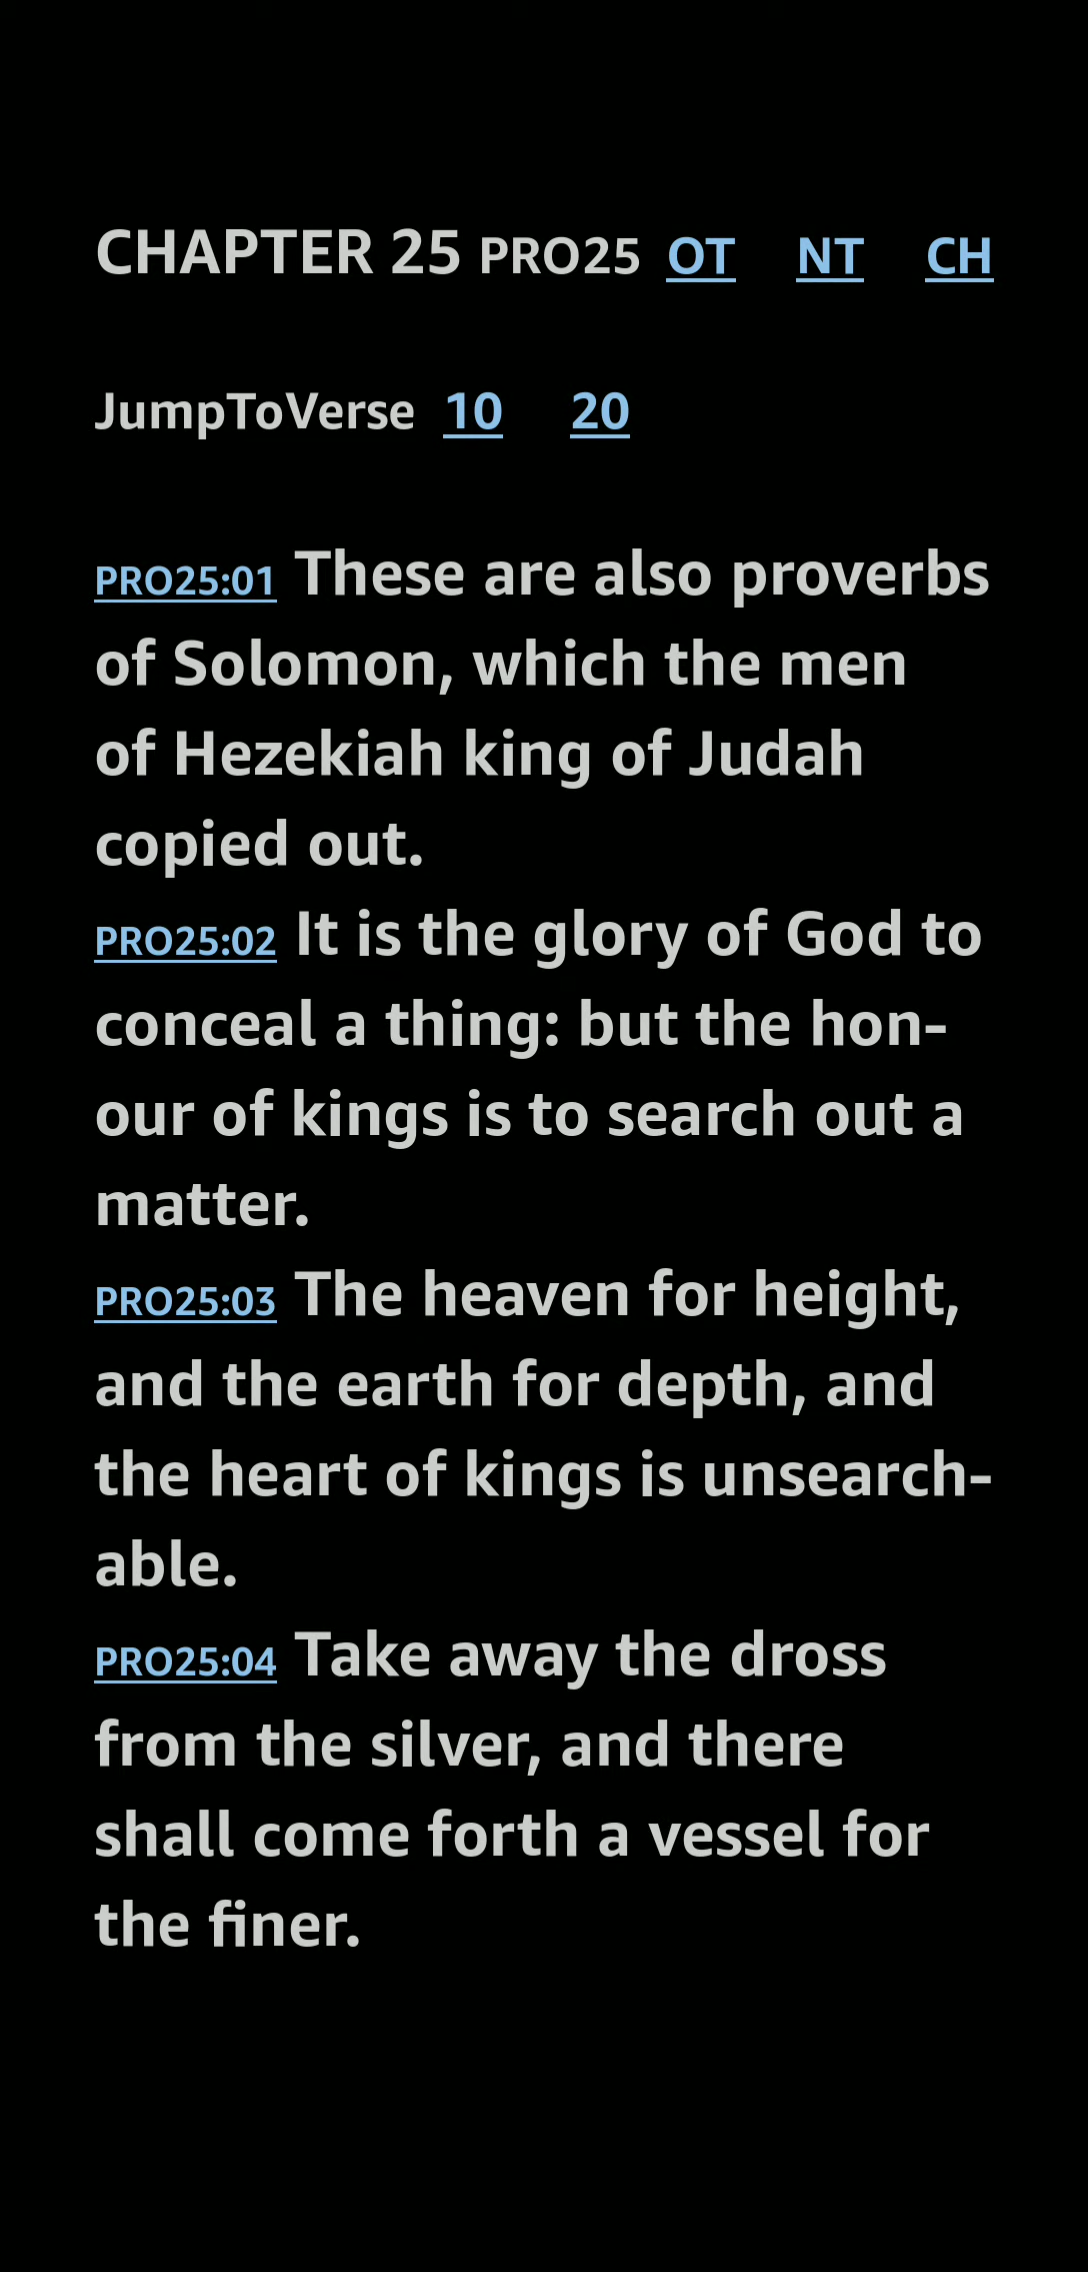 CHAPTER 25 PRO25 OT NT CH
JumpToVerse 10 20
PRO25:01 These are also proverbs
of Solomon, which the men
of Hezekiah king of Judah
copied out.
PRO25:02 It is the glory of God to
conceal a thing: but the hon-
our of kings is to search out a
matter.
PRO25:03 The heaven for height,
and the earth for depth, and
the heart of kings is unsearch-
able.
PRO25:04 Take away the dross
from the silver, and there
shall come forth a vessel for
the finer.